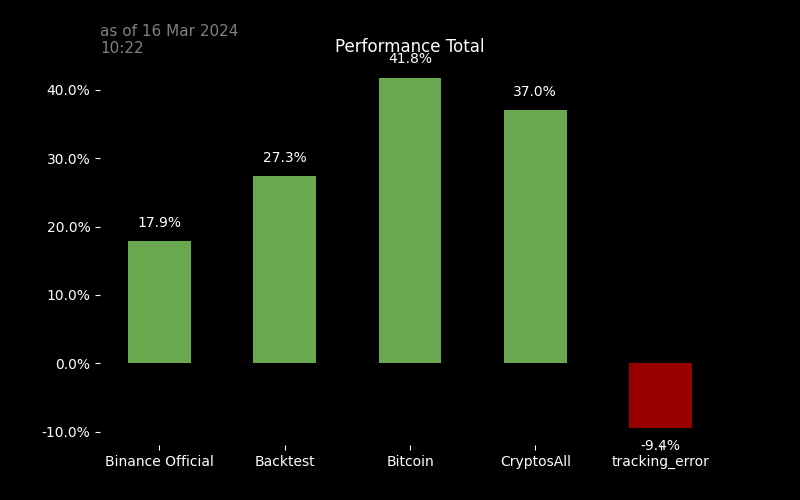 as of 16 Mar 2024
10:22
Performance Total
41.8%
40.0%
37.0%
30.0%
27.3%
20.0%
17.9%
10.0%
0.0%
-10.0%
-9.4%
Binance Official
Backtest
Bitcoin
CryptosAll
tracking_error